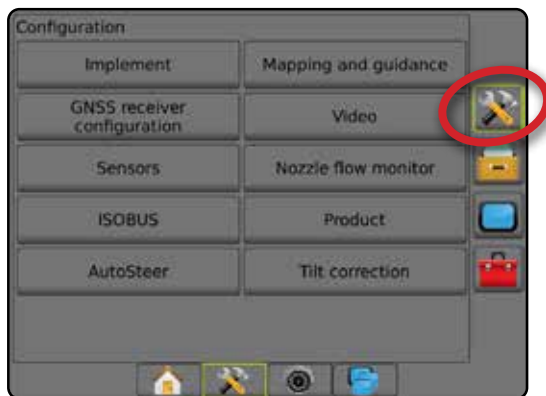 Configuration
Implement
Mapping and guidance
GNSS receiver
configuration
Video
Sensors
Nozzle flow monitor
ISOBUS
Product
AutoSteer
Tilt correction